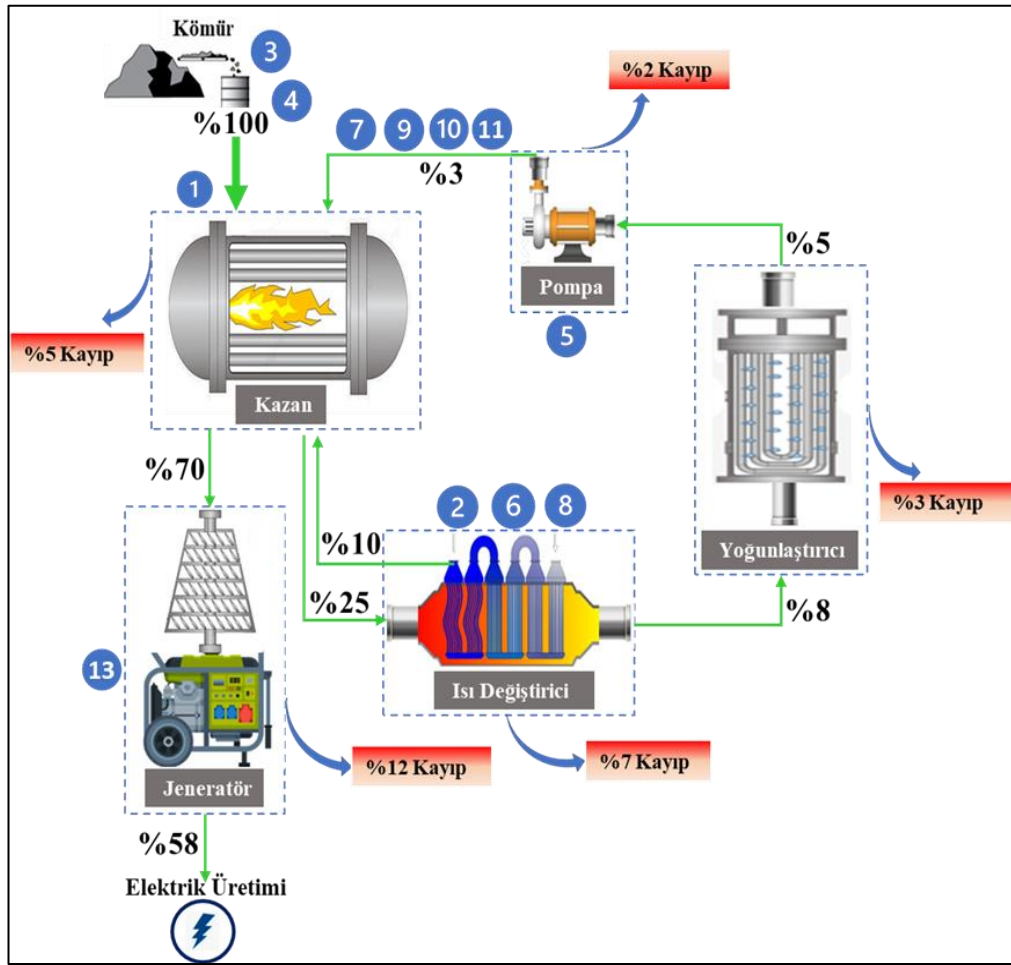 Kömür
3
4
%100
%2 Kayıp
7 9 10 11
%3
1
%5
Pompa
5
%5 Kayıp
Kazan
%70
%3 Kayıp
2 6 8
%10
Yoğunlaştırıcı
%25
%8
13
Isı Değiştirici
%12 Kayıp
%7 Kayıp
Jeneratör
%58
Elektrik Üretimi